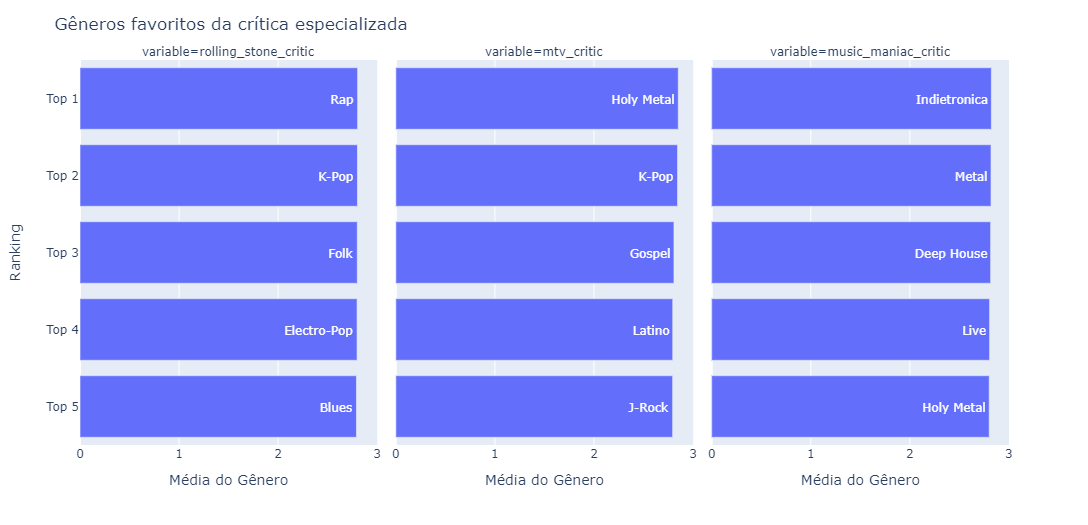 Gêneros favoritos da crítica especializada
variable=rolling_stone_critic
variable=mtv_critic
variable=music_maniac_critic
Ranking
Top 1
Rap
Holy Metal
Indietronica
Top 2
K-Pop
K-Pop
Metal
Top 3
Folk
Gospel
Deep House
Top 4
Electro-Pop
Latino
Live
Top 5
Blues
J-Rock
Holy Metal
0 1 2 3
0 1 2 3
0 1 2 3
Média do Gênero
Média do Gênero
Média do Gênero